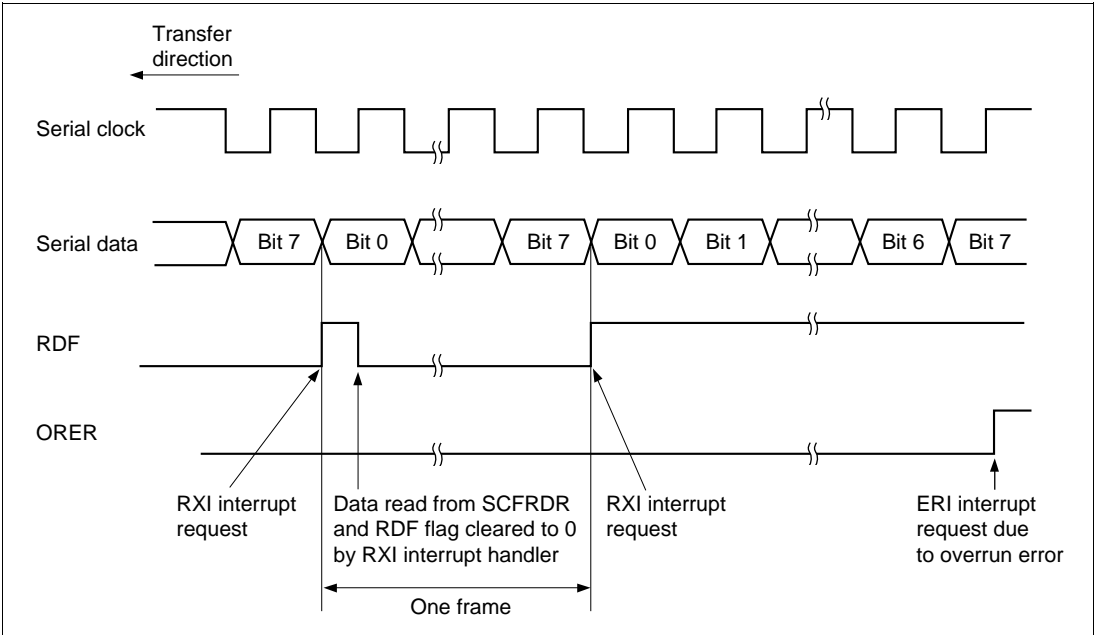 Transfer
direction
Serial clock
Serial data
Bit 7
Bit 0
Bit 7
Bit 0
Bit 1
Bit 6
Bit 7
RDF
ORER
RXI interrupt
request
Data read from SCFRDR
and RDF flag cleared to 0
by RXI interrupt handler
RXI interrupt
request
ERI interrupt
request due
to overrun error
One frame